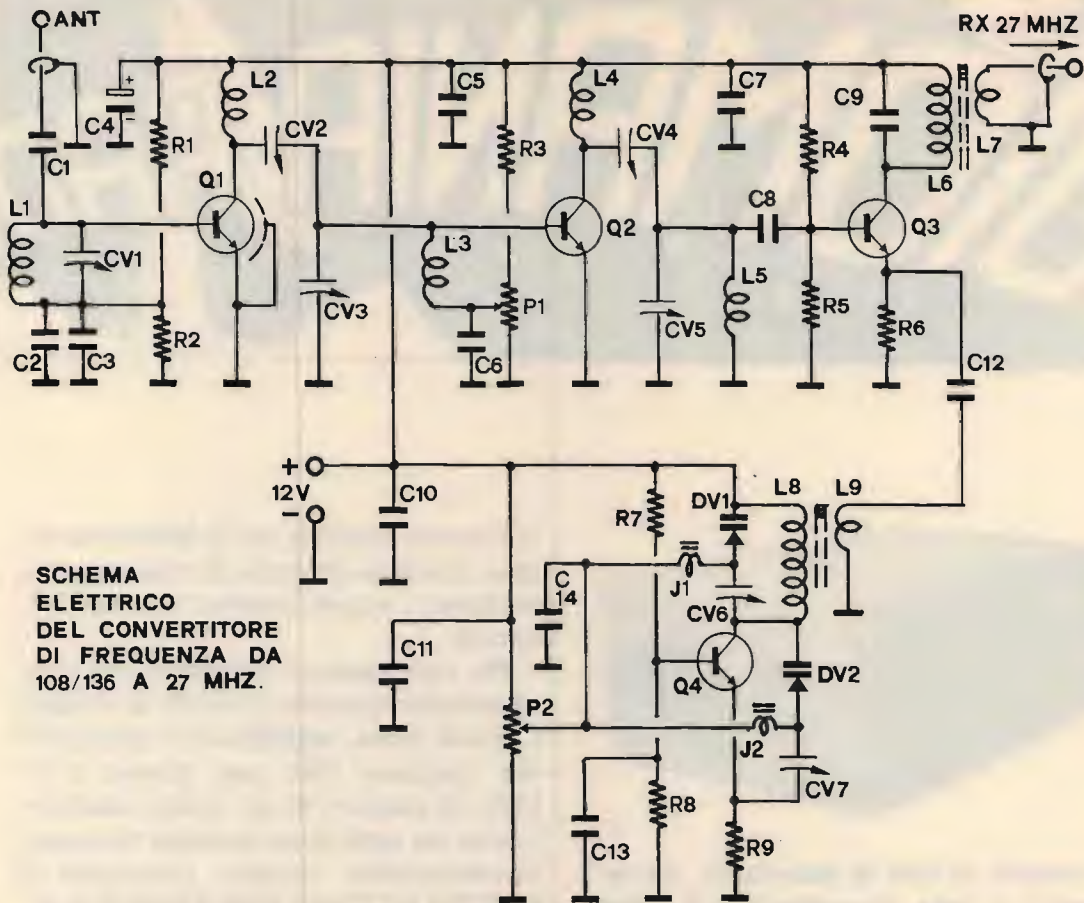 ANT
RX 27 MHZ
C4
+
-
R1
L2
C5
R3
L4
C7
C9
L6
L7
C1
CV2
CV4
R4
L1
Q1
Q2
C8
Q3
CV1
L3
L5
CV3
P1
CV5
R5
R6
C2
C3
R2
C6
C12
+
12V
-
C10
R7
DV1
L8
L9
C
14
J1
CV6
SCHEMA
ELETTRICO
DEL CONVERTITORE
DI FREQUENZA DA
108/136 A 27 MHZ.
C11
Q4
DV2
P2
J2
CV7
C13
R8
R9